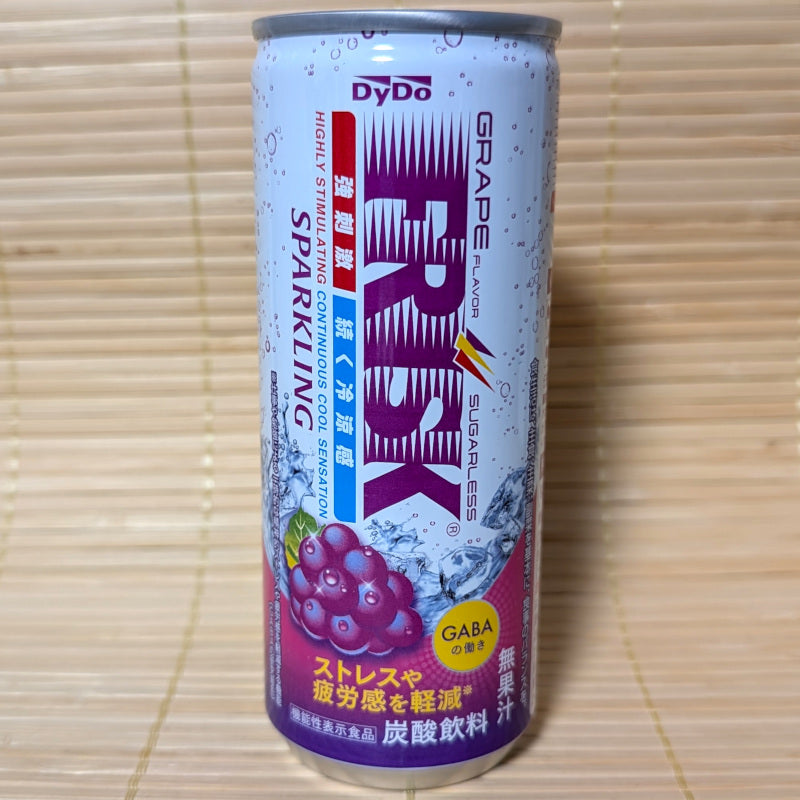 DyDo
GRAPE FLAVOR SUGARLESS
FRISK®
強刺激 続く冷涼感
HIGHLY STIMULATING CONTINUOUS COOL SENSATION
SPARKLING
GABA
の働き
ストレスや
疲労感を軽減※
機能性表示食品
炭酸飲料
無果汁